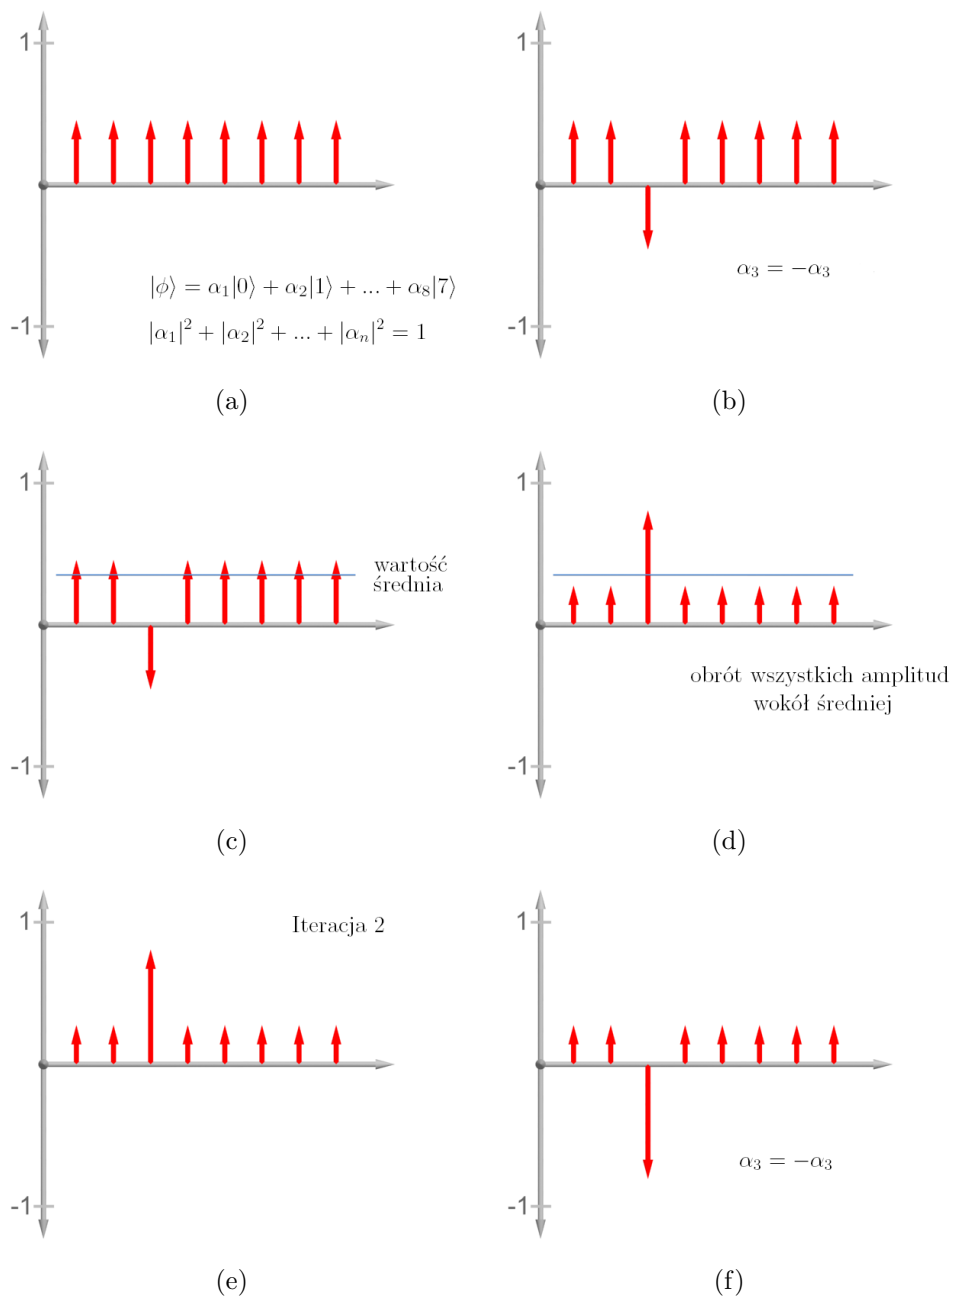 1
-1
|ϕ⟩ = α₁|0⟩ + α₂|1⟩ + ... + α₈|7⟩
|α₁|² + |α₂|² + ... + |αₙ|² = 1
(a)
1
-1
α₃ = −α₃
(b)
1
-1
wartość
średnia
(c)
1
-1
obrót wszystkich amplitud
wokół średniej
(d)
1
-1
Iteracja 2
(e)
1
-1
α₃ = −α₃
(f)